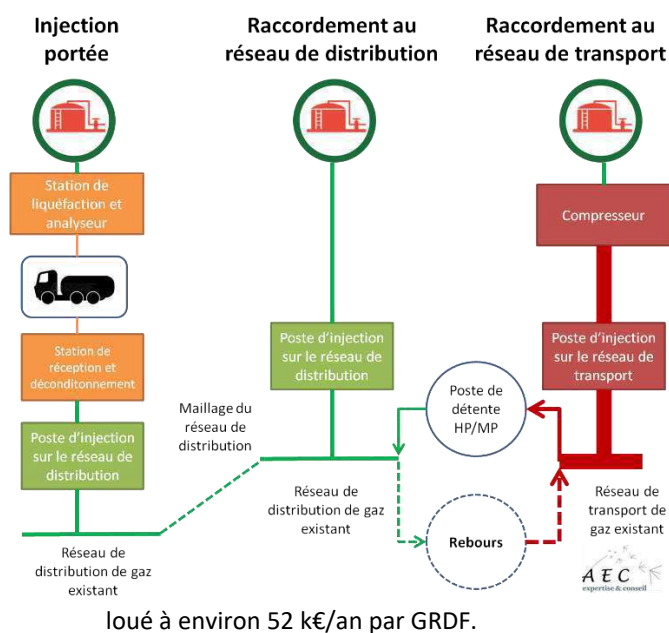 Injection
portée
Raccordement au
réseau de distribution
Raccordement au
réseau de transport
Station de
liquéfaction et
analyseur
Station de
réception et
déconditonnement
Poste d'injection
sur le réseau de
distribution
Réseau de
distribution de gaz
existant
Maillage du
réseau de
distribution
Poste d'injection
sur le réseau de
distribution
Réseau de
distribution de gaz
existant
Poste de
détente
HP/MP
Rebours
Compresseur
Poste d'injection
sur le réseau de
transport
Réseau de
transport de
gaz existant
AEC
expertise & conseil
loué à environ 52 k€/an par GRDF.